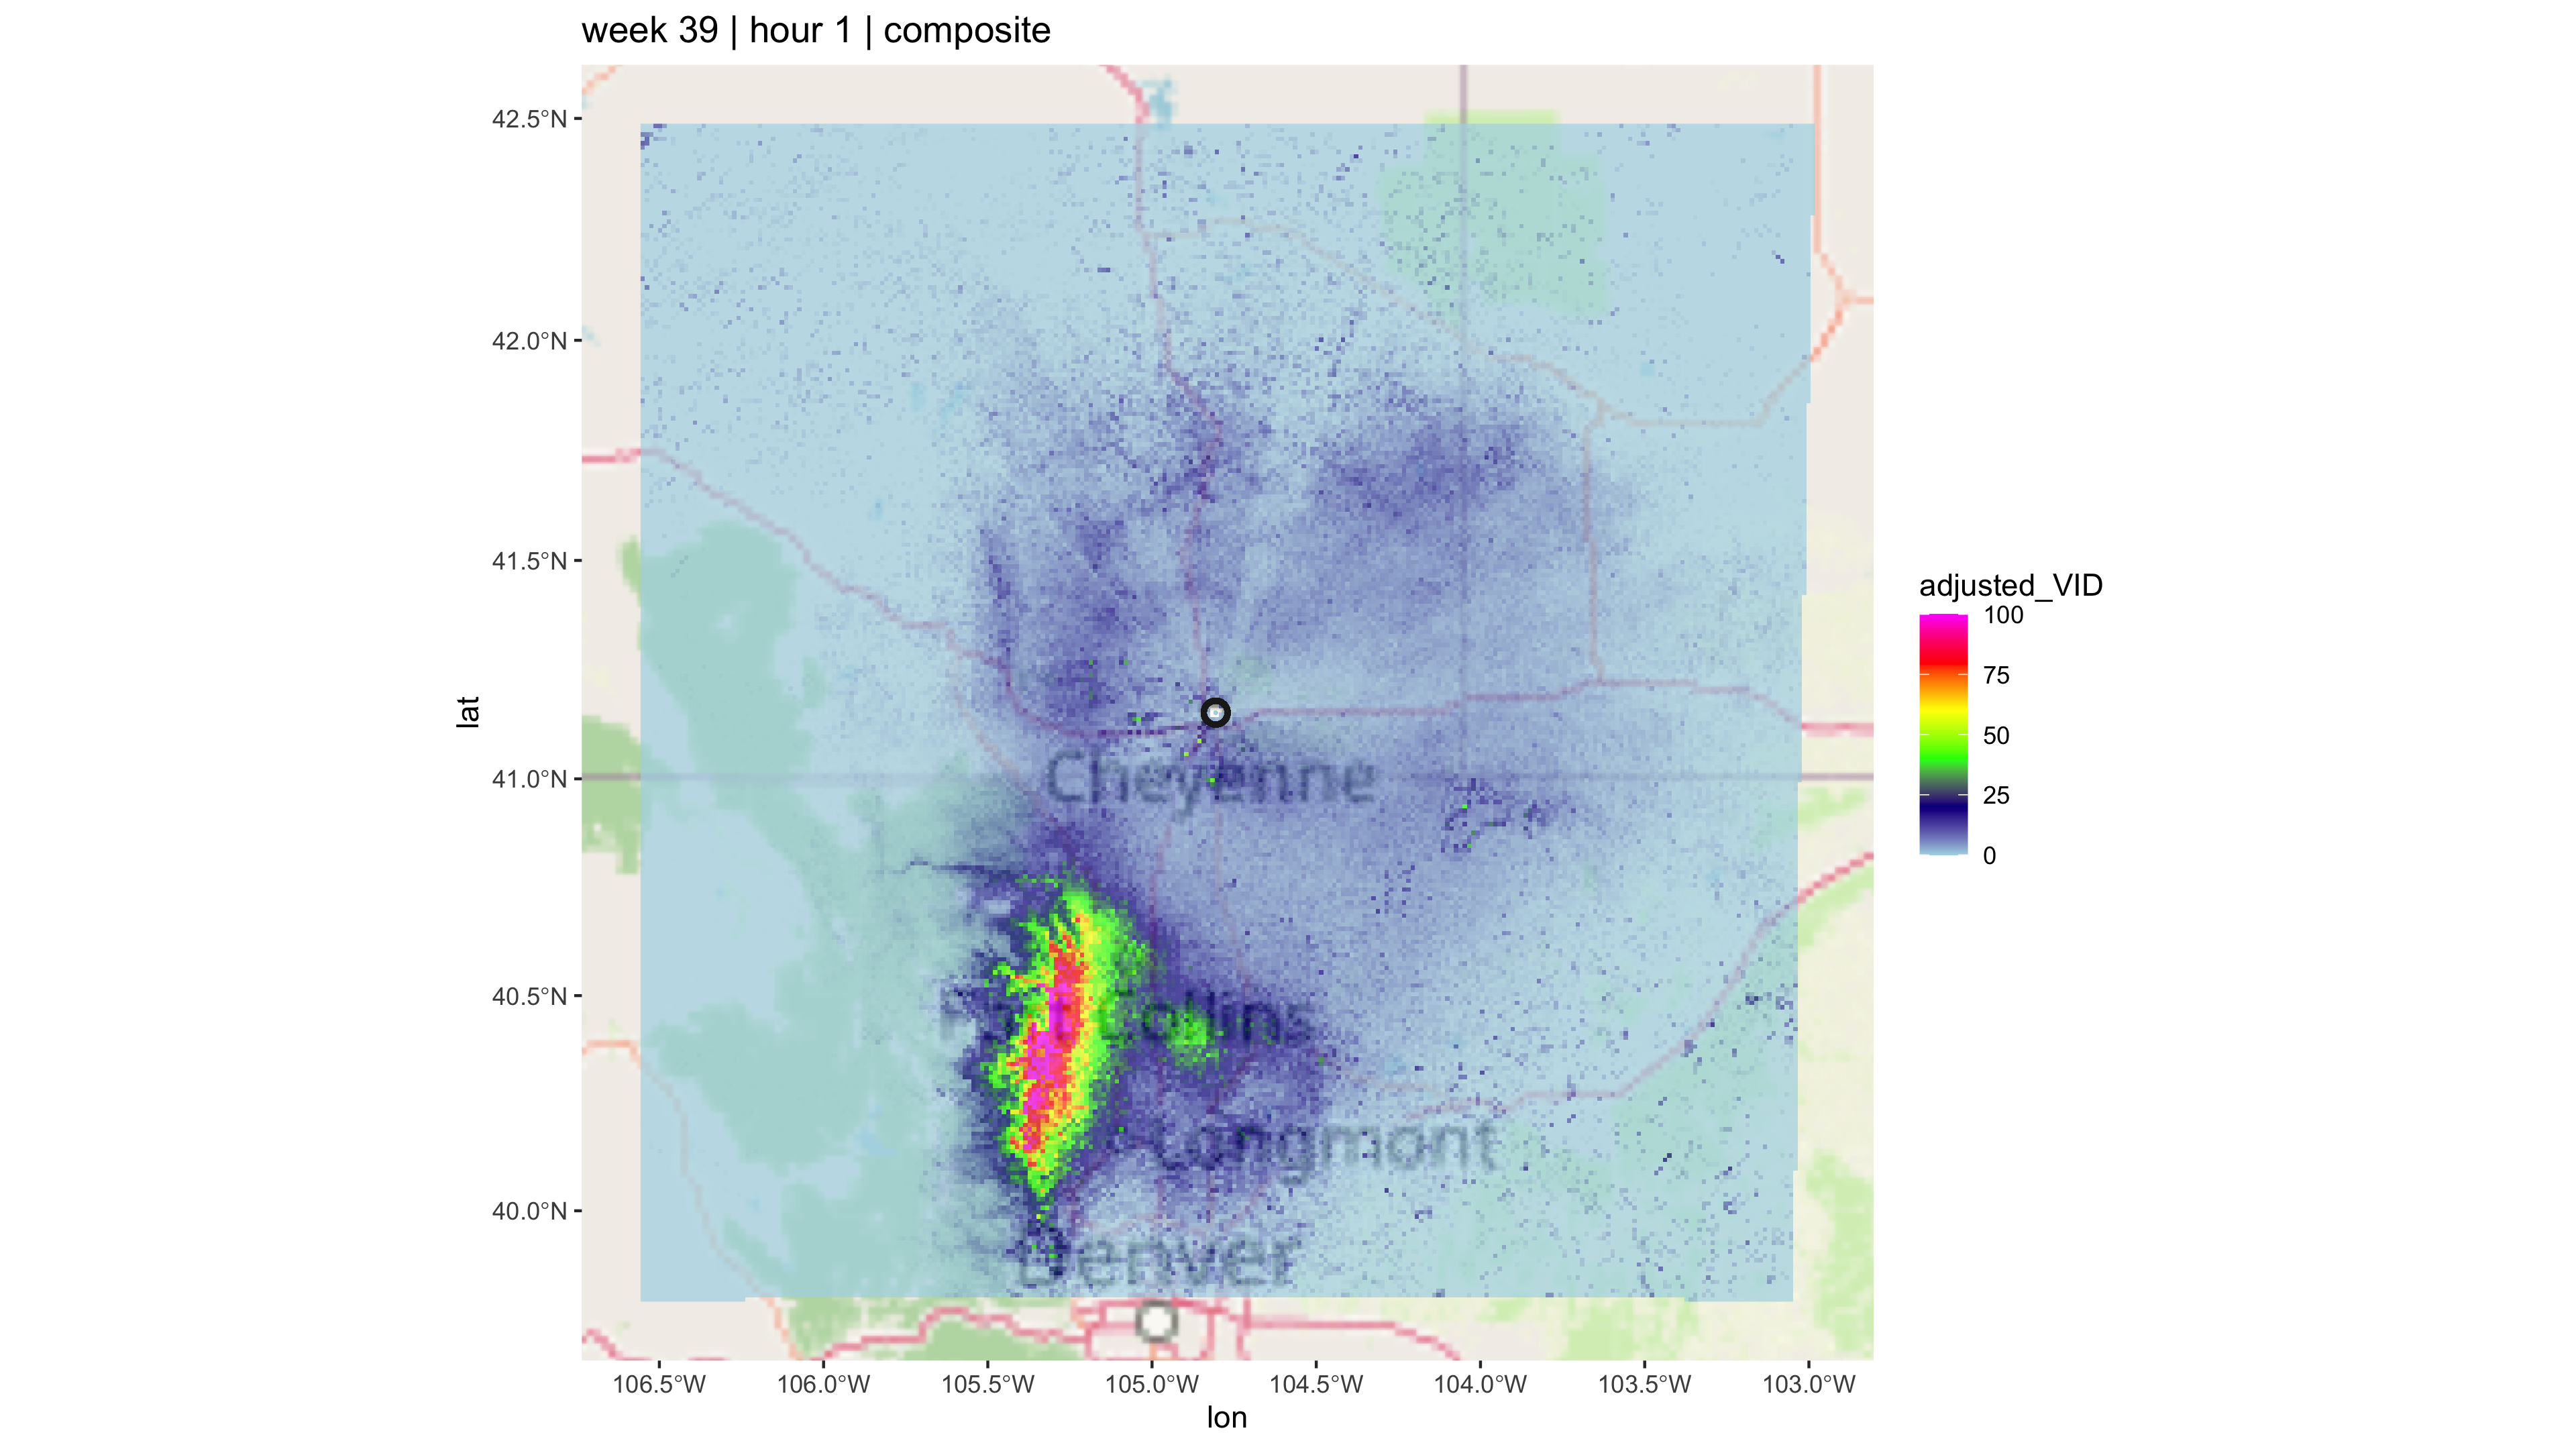 week 39 | hour 1 | composite
42.5°N
42.0°N
41.5°N
41.0°N
40.5°N
40.0°N
lat
Cheyenne
Fort Collins
Longmont
Denver
106.5°W 106.0°W 105.5°W 105.0°W 104.5°W 104.0°W 103.5°W 103.0°W
lon
adjusted_VID
100
75
50
25
0